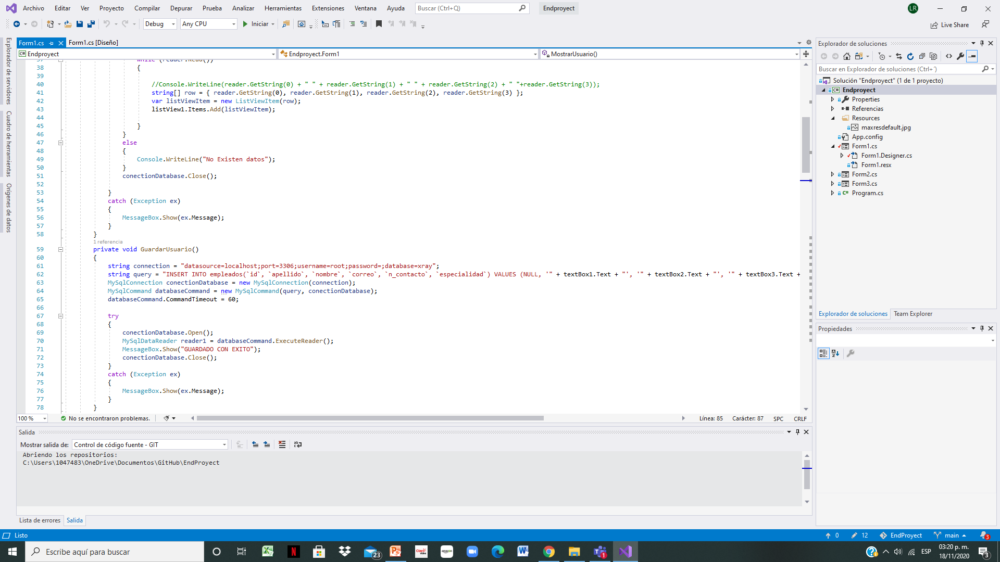 Archivo Editar Ver Proyecto Compilar Depurar Prueba Analizar Herramientas Extensiones Ventana Ayuda Buscar (Ctrl+Q) Endproyect LR
Debug Any CPU Iniciar Live Share
Explorador de servidores
Cuadro de herramientas
Orígenes de datos
Form1.cs Form1.cs [Diseño]
Endproyect Endproyect.Form1 MostrarUsuario()
37 while (reader.Read())
38 {
39
40 //Console.WriteLine(reader.GetString(0) + " " + reader.GetString(1) + " " + reader.GetString(2) + " "+reader.GetString(3));
41 string[] row = { reader.GetString(0), reader.GetString(1), reader.GetString(2), reader.GetString(3) };
42 var listViewItem = new ListViewItem(row);
43 listView1.Items.Add(listViewItem);
44
45 }
46 }
47 else
48 {
49 Console.WriteLine("No Existen datos");
50 }
51 conectionDatabase.Close();
52
53 }
54 catch (Exception ex)
55 {
56 MessageBox.Show(ex.Message);
57 }
58 }
1 referencia
59 private void GuardarUsuario()
60 {
61 string connection = "datasource=localhost;port=3306;username=root;password=;database=xray";
62 string query = "INSERT INTO empleados(`id`, `apellido`, `nombre`, `correo`, `n_contacto`, `especialidad`) VALUES (NULL, '" + textBox1.Text + "', '" + textBox2.Text + "', '" + textBox3.Text +
63 MySqlConnection conectionDatabase = new MySqlConnection(connection);
64 MySqlCommand databaseCommand = new MySqlCommand(query, conectionDatabase);
65 databaseCommand.CommandTimeout = 60;
66
67 try
68 {
69 conectionDatabase.Open();
70 MySqlDataReader reader1 = databaseCommand.ExecuteReader();
71 MessageBox.Show("GUARDADO CON EXITO");
72 conectionDatabase.Close();
73 }
74 catch (Exception ex)
75 {
76 MessageBox.Show(ex.Message);
77 }
78 }
100 % No se encontraron problemas. Línea: 85 Carácter: 87 SPC CRLF
Salida
Mostrar salida de: Control de código fuente - GIT
Abriendo los repositorios:
C:\Users\1047483\OneDrive\Documentos\GitHub\EndProyect
Lista de errores Salida
Explorador de soluciones
Buscar en Explorador de soluciones (Ctrl+´)
Solución "Endproyect" (1 de 1 proyecto)
Endproyect
Properties
Referencias
Resources
maxresdefault.jpg
App.config
Form1.cs
Form1.Designer.cs
Form1.resx
Form2.cs
Form3.cs
Program.cs
Explorador de soluciones Team Explorer
Propiedades
Listo 0 12 EndProyect main 3
Escribe aquí para buscar 23 1 ESP 03:20 p. m.
18/11/2020 3